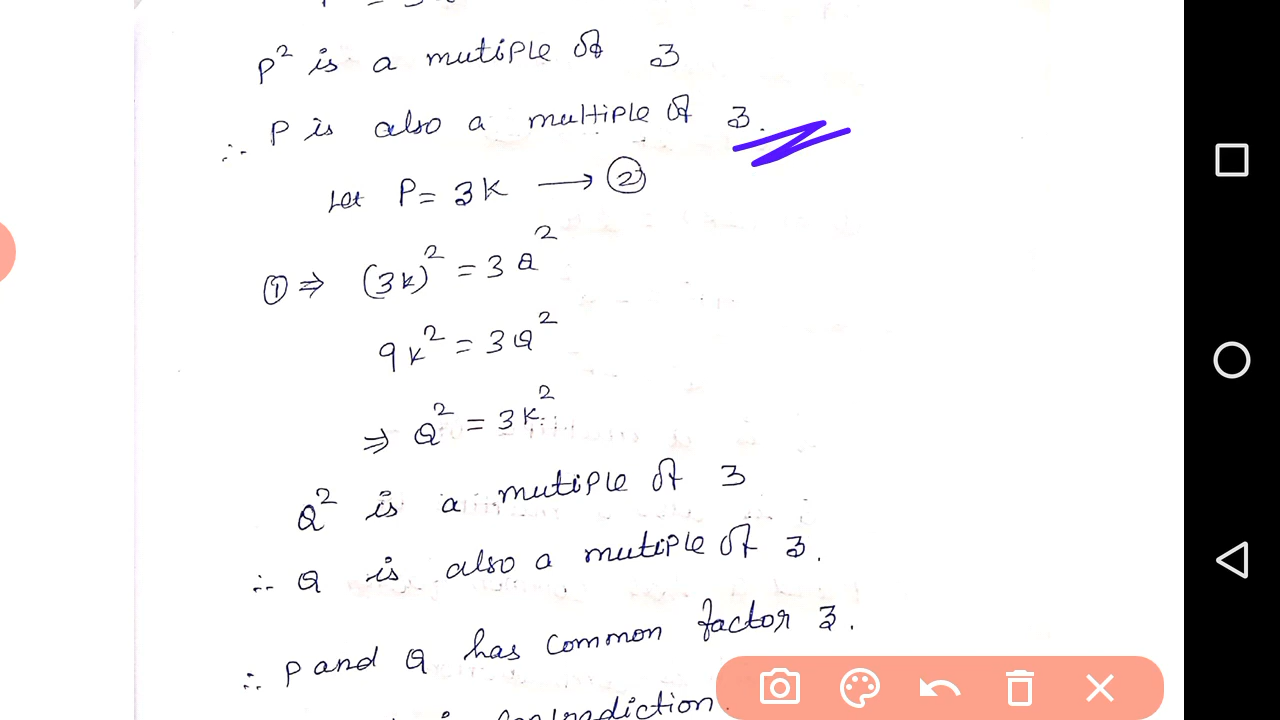 P² is a mutiple of 3
∴ P is also a multiple of 3.
Let P = 3K ⟶ ②
① ⇒ (3k)² = 3Q²
9k² = 3Q²
⇒ Q² = 3k²
Q² is a mutiple of 3
∴ Q is also a mutiple of 3.
∴ P and Q has common factor 3.
contradiction.